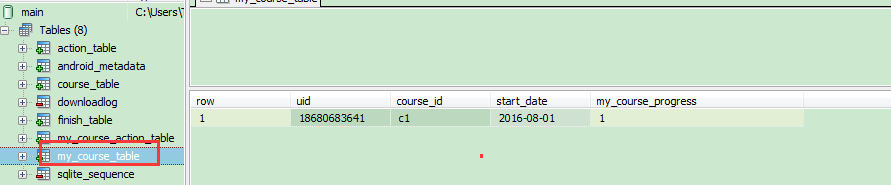 main C:\Users\
my_course_table
Tables (8)
action_table
android_metadata
course_table
downloadlog
finish_table
my_course_action_table
my_course_table
sqlite_sequence
row uid course_id start_date my_course_progress
1 18680683641 c1 2016-08-01 1